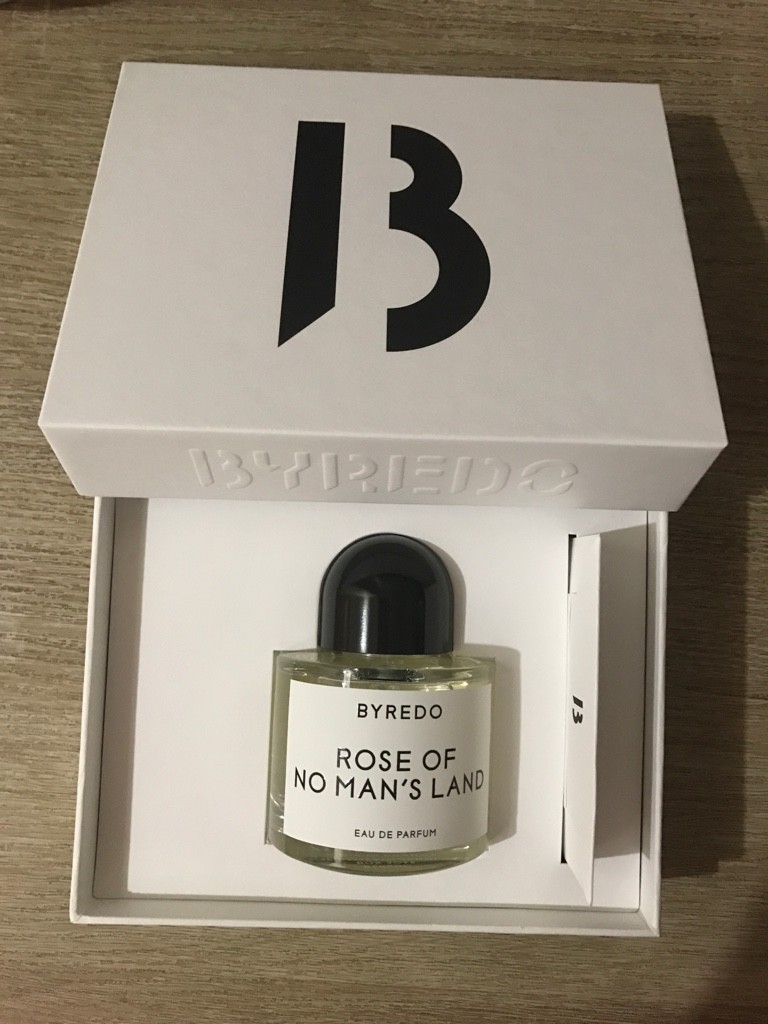 B
BYREDO
BYREDO
ROSE OF
NO MAN'S LAND
EAU DE PARFUM
B